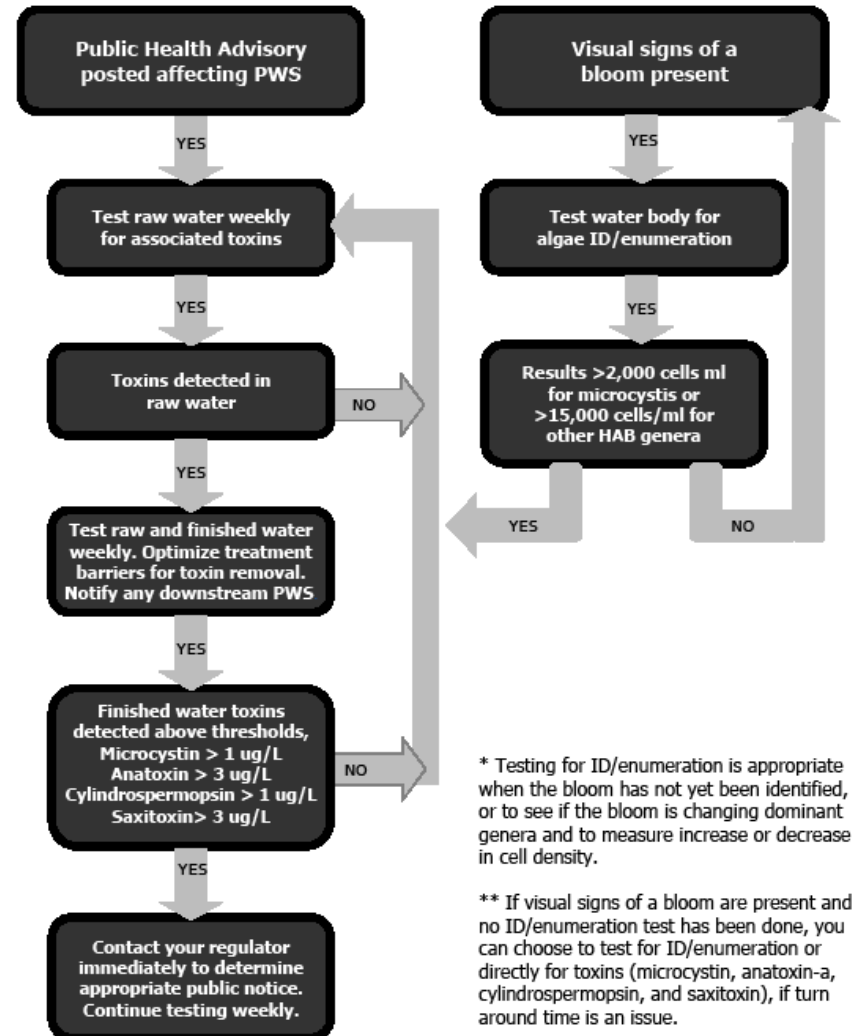 Public Health Advisory
posted affecting PWS
YES
Test raw water weekly
for associated toxins
YES
Toxins detected in
raw water
NO
YES
Test raw and finished water
weekly. Optimize treatment
barriers for toxin removal.
Notify any downstream PWS
YES
Finished water toxins
detected above thresholds,
Microcystin > 1 ug/L
Anatoxin > 3 ug/L
Cylindrospermopsin > 1 ug/L
Saxitoxin> 3 ug/L
NO
YES
Contact your regulator
immediately to determine
appropriate public notice.
Continue testing weekly.
Visual signs of a
bloom present
YES
Test water body for
algae ID/enumeration
YES
Results >2,000 cells ml
for microcystis or
>15,000 cells/ml for
other HAB genera
YES
NO
* Testing for ID/enumeration is appropriate
when the bloom has not yet been identified,
or to see if the bloom is changing dominant
genera and to measure increase or decrease
in cell density.
** If visual signs of a bloom are present and
no ID/enumeration test has been done, you
can choose to test for ID/enumeration or
directly for toxins (microcystin, anatoxin-a,
cylindrospermopsin, and saxitoxin), if turn
around time is an issue.